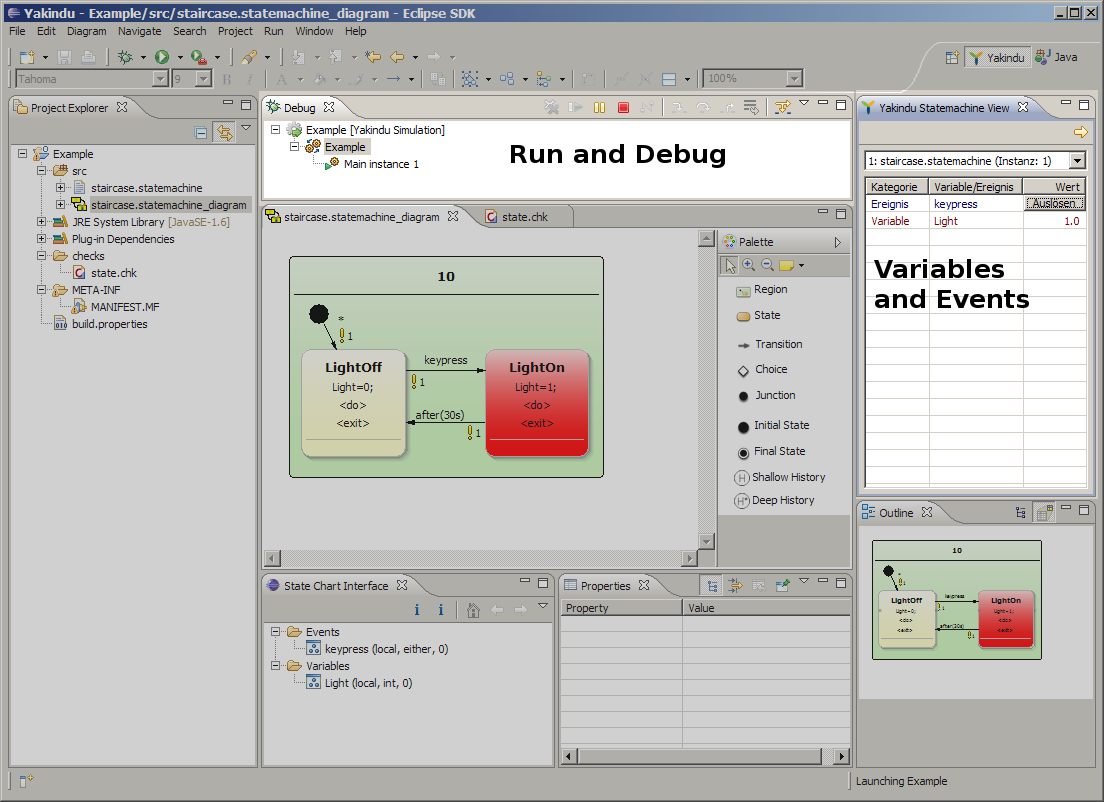 Yakindu - Example/src/staircase.statemachine_diagram - Eclipse SDK
File Edit Diagram Navigate Search Project Run Window Help
Tahoma 9 B I A 100%
Yakindu Java
Project Explorer
Example
src
staircase.statemachine
staircase.statemachine_diagram
JRE System Library [JavaSE-1.6]
Plug-in Dependencies
checks
state.chk
META-INF
MANIFEST.MF
build.properties
Debug
Example [Yakindu Simulation]
Example
Main instance 1
Run and Debug
staircase.statemachine_diagram state.chk
10
*
1
LightOff
Light=0;
<do>
<exit>
keypress
1
after(30s)
1
LightOn
Light=1;
<do>
<exit>
Palette
Region
State
Transition
Choice
Junction
Initial State
Final State
H Shallow History
H* Deep History
State Chart Interface
Events
keypress (local, either, 0)
Variables
Light (local, int, 0)
Properties
Property Value
Yakindu Statemachine View
1: staircase.statemachine (Instanz: 1)
Kategorie Variable/Ereignis Wert
Ereignis keypress Auslösen
Variable Light 1.0
Variables
and Events
Outline
10
*
1
LightOff
Light=0;
<do>
<exit>
keypress
1
after(30s)
1
LightOn
Light=1;
<do>
<exit>
Launching Example